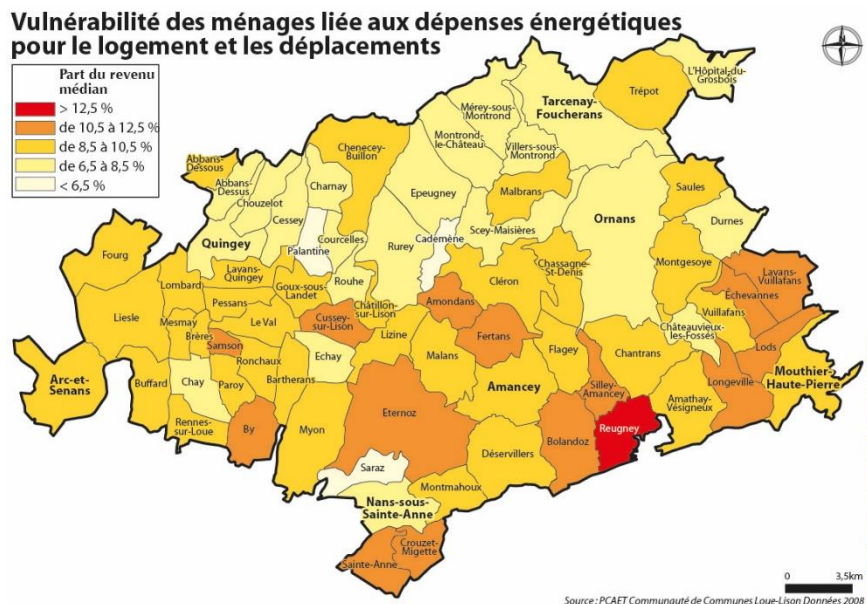 Vulnérabilité des ménages liée aux dépenses énergétiques
pour le logement et les déplacements
Part du revenu
médian
> 12,5 %
de 10,5 à 12,5 %
de 8,5 à 10,5 %
de 6,5 à 8,5 %
< 6,5 %
L'Hôpital-du-
Grosbois
Trépot
Tarcenay-
Foucherans
Mérey-sous-
Montrond
Montrond-
le-Château
Villers-sous-
Montrond
Chenecey-
Buillon
Abbans-
Dessous
Abbans-
Dessus
Charnay
Chouzelot
Cessey
Epeugney
Malbrans
Saules
Ornans
Durnes
Quingey
Courcelles
Palantine
Rurey
Cademène
Scey-Maisières
Fourg
Lombard
Lavans-
Quingey
Rouhe
Goux-sous-
Landet
Cléron
Chassagne-
St-Denis
Montgesoye
Lavans-
Vuillafans
Échevannes
Liesle
Pessans
Châtillon-
sur-Lison
Amondans
Vuillafans
Mesmay
Le Val
Cussey-
sur-Lison
Lizine
Fertans
Châteauvieux-
les-Fossés
Brères
Samson
Lods
Ronchaux
Echay
Malans
Flagey
Chantrans
Mouthier-
Haute-Pierre
Arc-et-
Senans
Buffard
Chay
Paroy
Bartherans
Amancey
Silley-
Amancey
Longeville
Amathay-
Vésigneux
Rennes-
sur-Loue
By
Myon
Eternoz
Reugney
Bolandoz
Déservillers
Saraz
Montmahoux
Nans-sous-
Sainte-Anne
Crouzet-
Migette
Sainte-Anne
0 3,5km
Source : PCAET Communauté de Communes Loue-Lison Données 2008